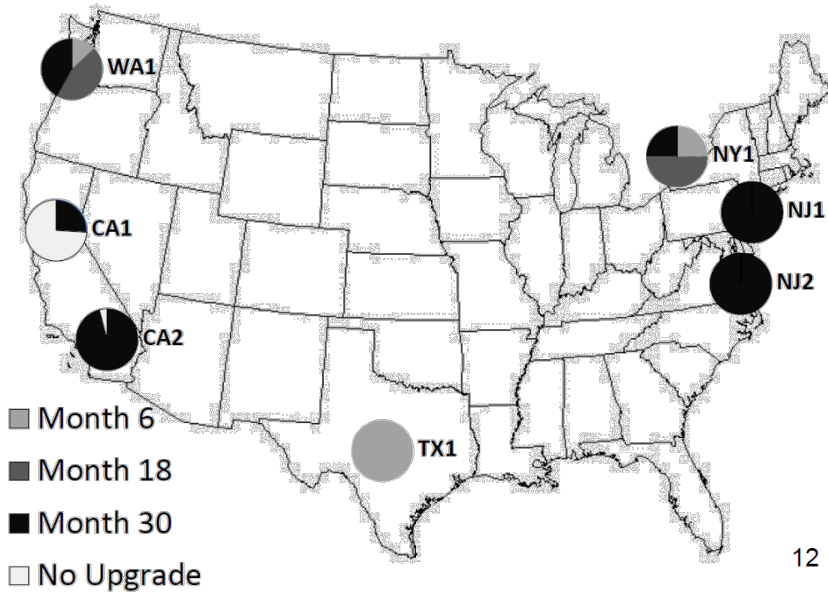 WA1
NY1
NJ1
CA1
NJ2
CA2
TX1
Month 6
Month 18
Month 30
No Upgrade
12